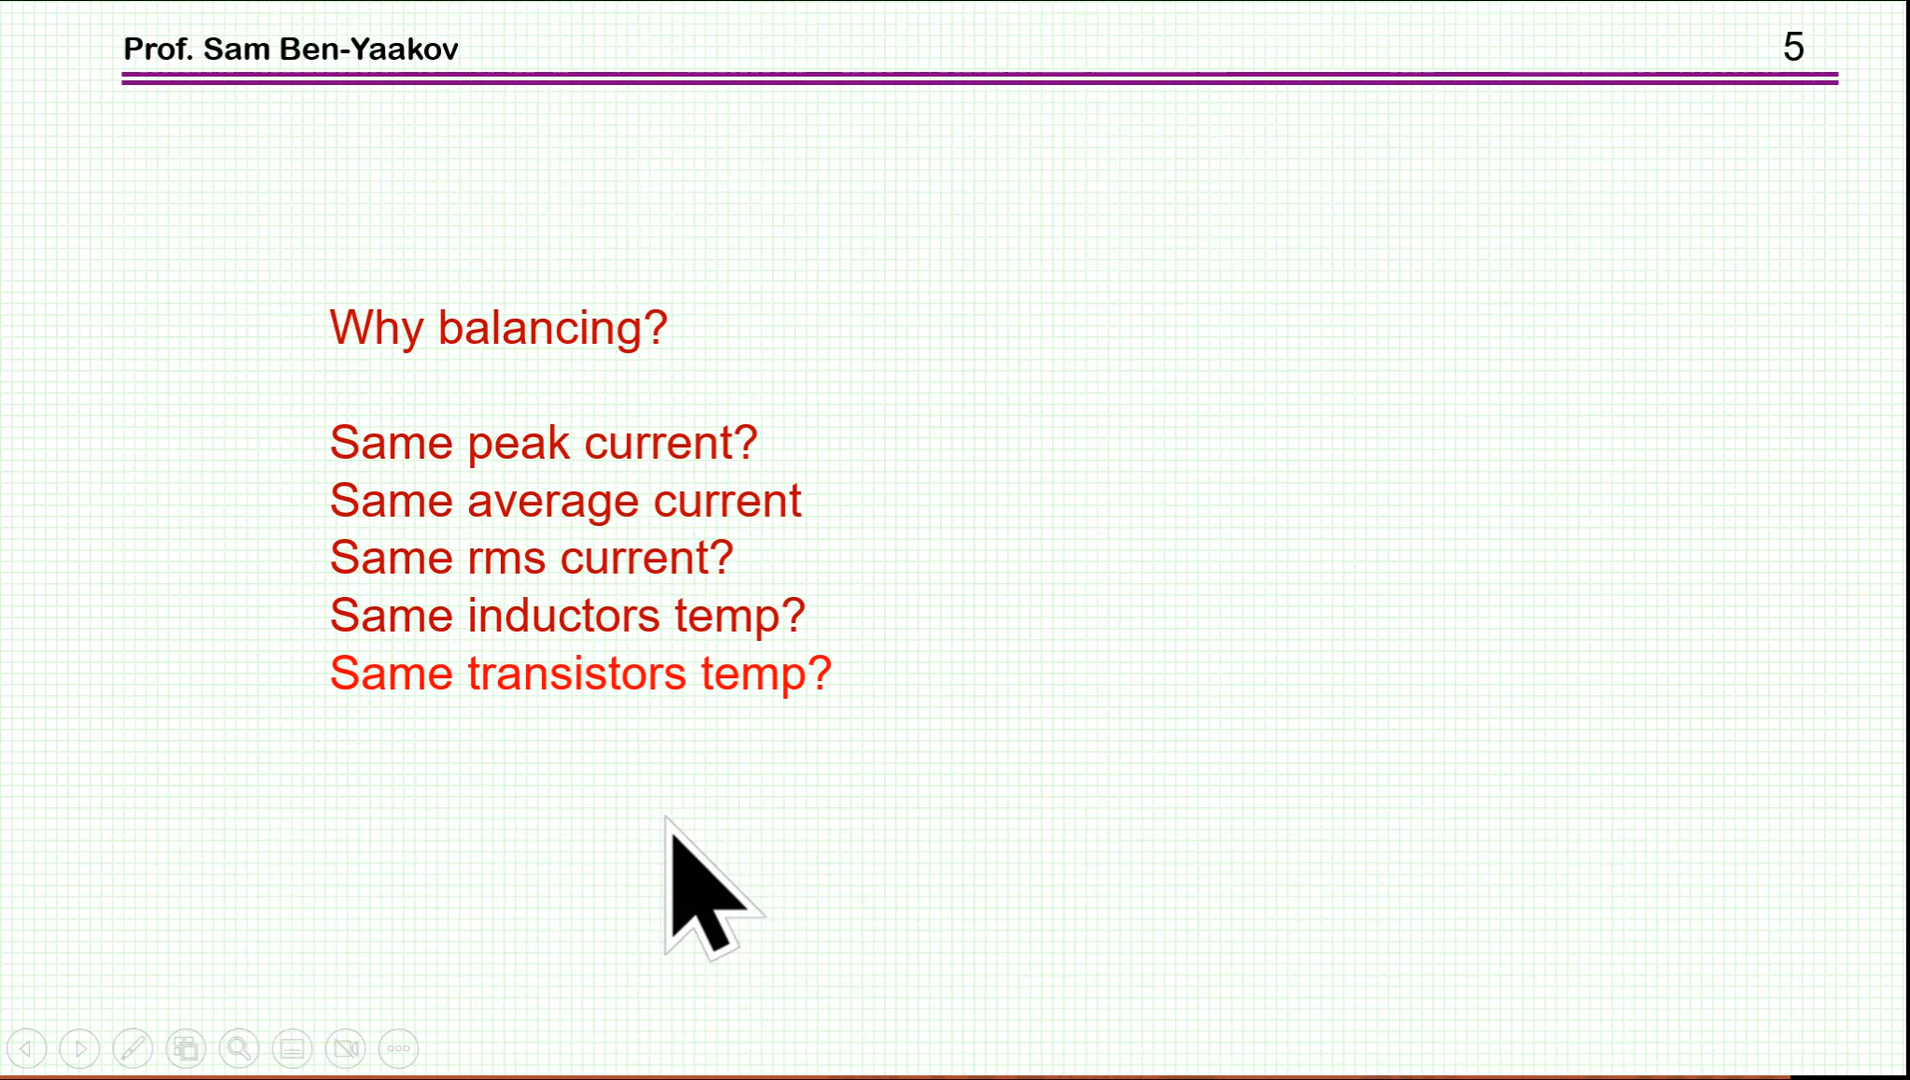 Prof. Sam Ben-Yaakov
5
Why balancing?
Same peak current?
Same average current
Same rms current?
Same inductors temp?
Same transistors temp?